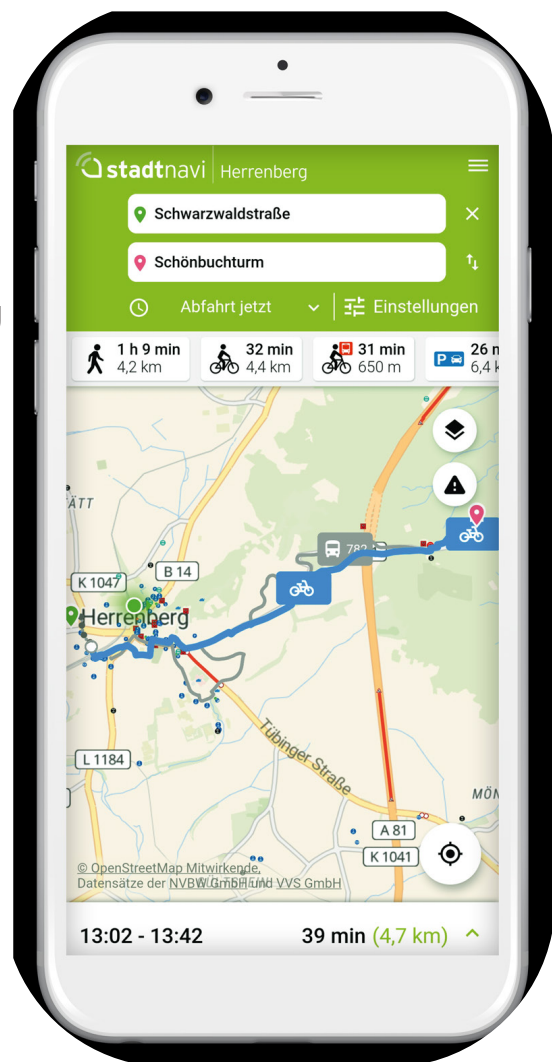 stadtnavi Herrenberg
Schwarzwaldstraße
Schönbuchturm
Abfahrt jetzt Einstellungen
1 h 9 min
4,2 km
32 min
4,4 km
31 min
650 m
P
26 m
6,4 k
ÄTT
782
B 14
K 1047
Herrenberg
Tübinger Straße
L 1184
MÖN
A 81
K 1041
© OpenStreetMap Mitwirkende,
Datensätze der NVBW GmbH und VVS GmbH
13:02 - 13:42 39 min (4,7 km)